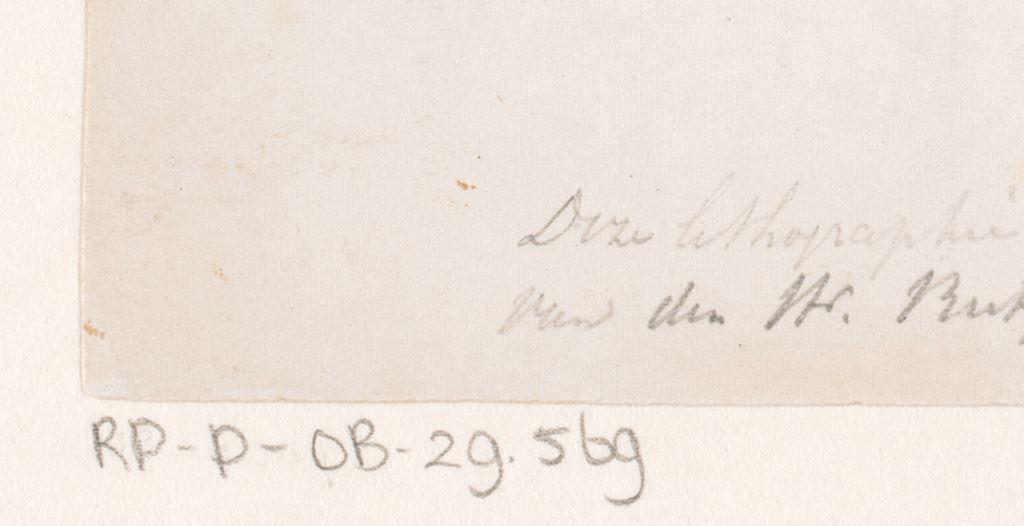 Deze lithographie
van den Hr.
RP-P-OB-29.569